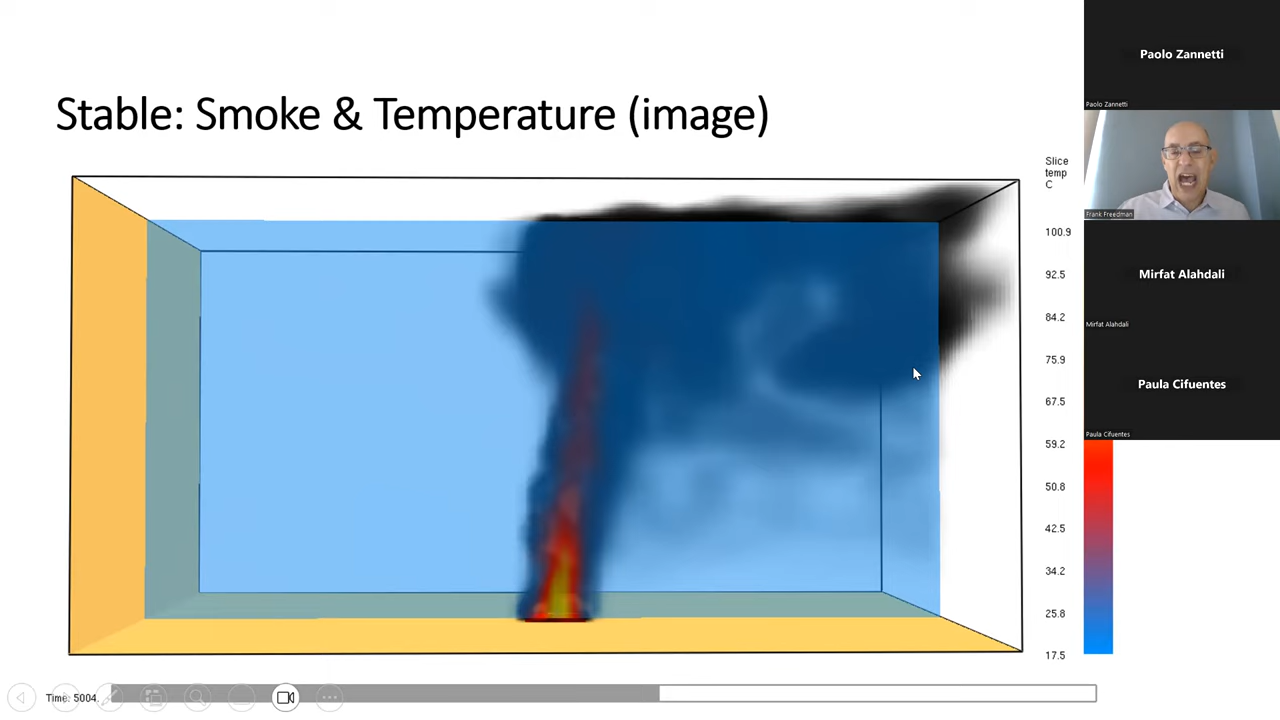 Stable: Smoke & Temperature (image)
Slice
temp
C
100.9
92.5
84.2
75.9
67.5
59.2
50.8
42.5
34.2
25.8
17.5
Time: 5004.
Paolo Zannetti
Paolo Zannetti
Frank Freedman
Mirfat Alahdali
Mirfat Alahdali
Paula Cifuentes
Paula Cifuentes